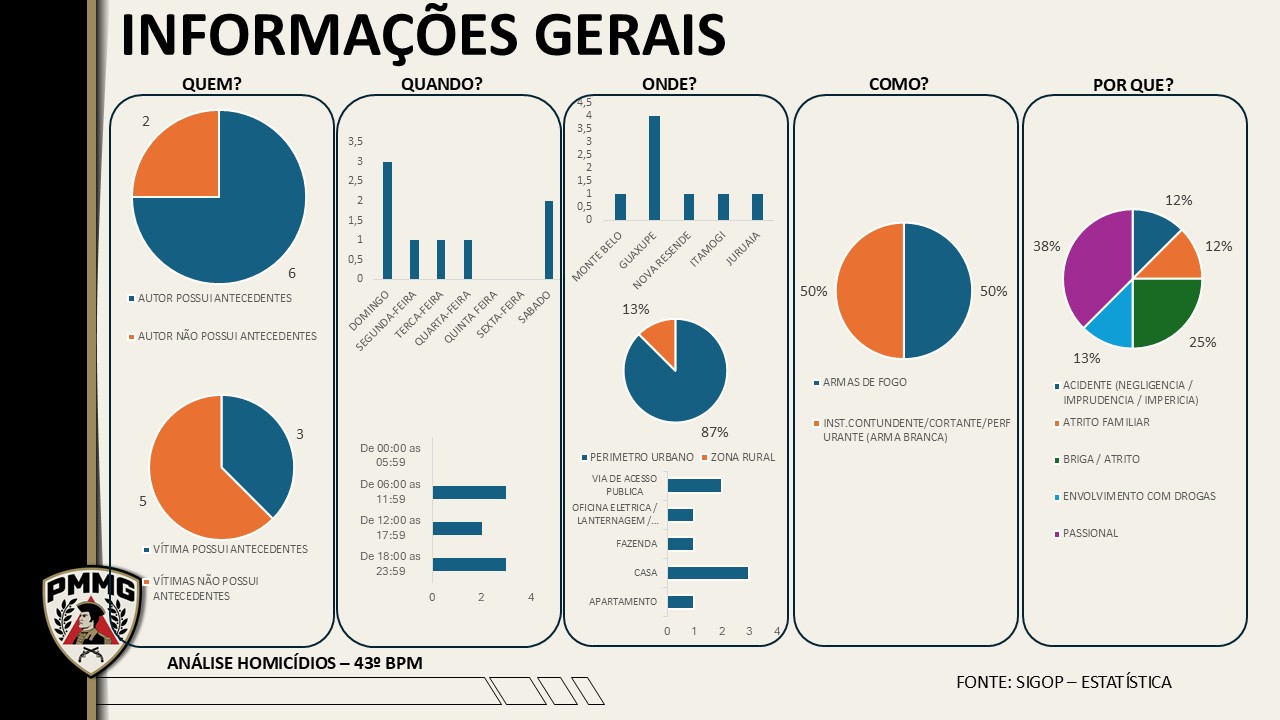 INFORMAÇÕES GERAIS
QUEM?
2
6
AUTOR POSSUI ANTECEDENTES
AUTOR NÃO POSSUI ANTECEDENTES
3
5
VÍTIMA POSSUI ANTECEDENTES
VÍTIMAS NÃO POSSUI
ANTECEDENTES
QUANDO?
3,5
3
2,5
2
1,5
1
0,5
0
DOMINGO
SEGUNDA-FEIRA
TERCA-FEIRA
QUARTA-FEIRA
QUINTA FEIRA
SEXTA-FEIRA
SABADO
De 00:00 as
05:59
De 06:00 as
11:59
De 12:00 as
17:59
De 18:00 as
23:59
0 2 4
ONDE?
4,5
4
3,5
3
2,5
2
1,5
1
0,5
0
MONTE BELO
GUAXUPE
NOVA RESENDE
ITAMOGI
JURUAIA
13%
87%
PERIMETRO URBANO
ZONA RURAL
VIA DE ACESSO
PUBLICA
OFICINA ELETRICA /
LANTERNAGEM /...
FAZENDA
CASA
APARTAMENTO
0 1 2 3 4
COMO?
50%
50%
ARMAS DE FOGO
INST.CONTUNDENTE/CORTANTE/PERF
URANTE (ARMA BRANCA)
POR QUE?
12%
12%
25%
13%
38%
ACIDENTE (NEGLIGENCIA /
IMPRUDENCIA / IMPERICIA)
ATRITO FAMILIAR
BRIGA / ATRITO
ENVOLVIMENTO COM DROGAS
PASSIONAL
PMMG
ANÁLISE HOMICÍDIOS – 43º BPM
FONTE: SIGOP – ESTATÍSTICA